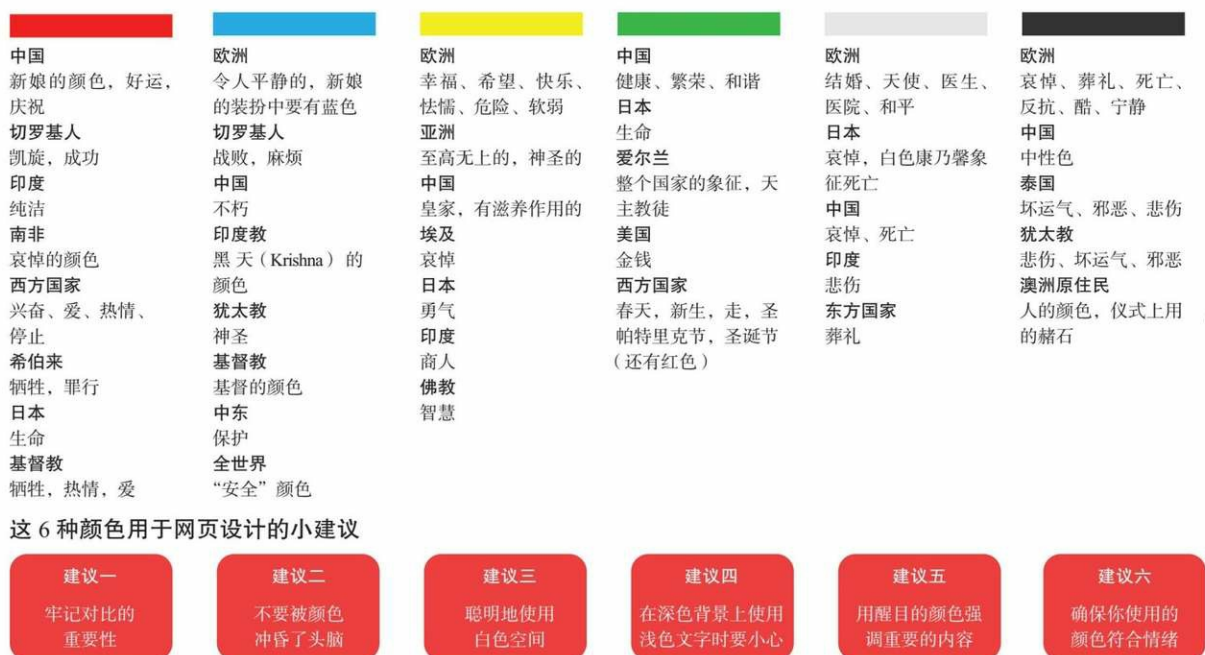 中国
新娘的颜色，好运，
庆祝
切罗基人
凯旋，成功
印度
纯洁
南非
哀悼的颜色
西方国家
兴奋、爱、热情、
停止
希伯来
牺牲，罪行
日本
生命
基督教
牺牲，热情，爱
欧洲
令人平静的，新娘
的装扮中要有蓝色
切罗基人
战败，麻烦
中国
不朽
印度教
黑 天（Krishna）的
颜色
犹太教
神圣
基督教
基督的颜色
中东
保护
全世界
“安全”颜色
欧洲
幸福、希望、快乐、
怯懦、危险、软弱
亚洲
至高无上的，神圣的
中国
皇家，有滋养作用的
埃及
哀悼
日本
勇气
印度
商人
佛教
智慧
中国
健康、繁荣、和谐
日本
生命
爱尔兰
整个国家的象征，天
主教徒
美国
金钱
西方国家
春天，新生，走，圣
帕特里克节，圣诞节
（还有红色）
欧洲
结婚、天使、医生、
医院、和平
日本
哀悼，白色康乃馨象
征死亡
中国
哀悼、死亡
印度
悲伤
东方国家
葬礼
欧洲
哀悼、葬礼、死亡、
反抗、酷、宁静
中国
中性色
泰国
坏运气、邪恶、悲伤
犹太教
悲伤、坏运气、邪恶
澳洲原住民
人的颜色，仪式上用
的赭石
这 6 种颜色用于网页设计的小建议
建议一
牢记对比的
重要性
建议二
不要被颜色
冲昏了头脑
建议三
聪明地使用
白色空间
建议四
在深色背景上使用
浅色文字时要小心
建议五
用醒目的颜色强
调重要的内容
建议六
确保你使用的
颜色符合情绪